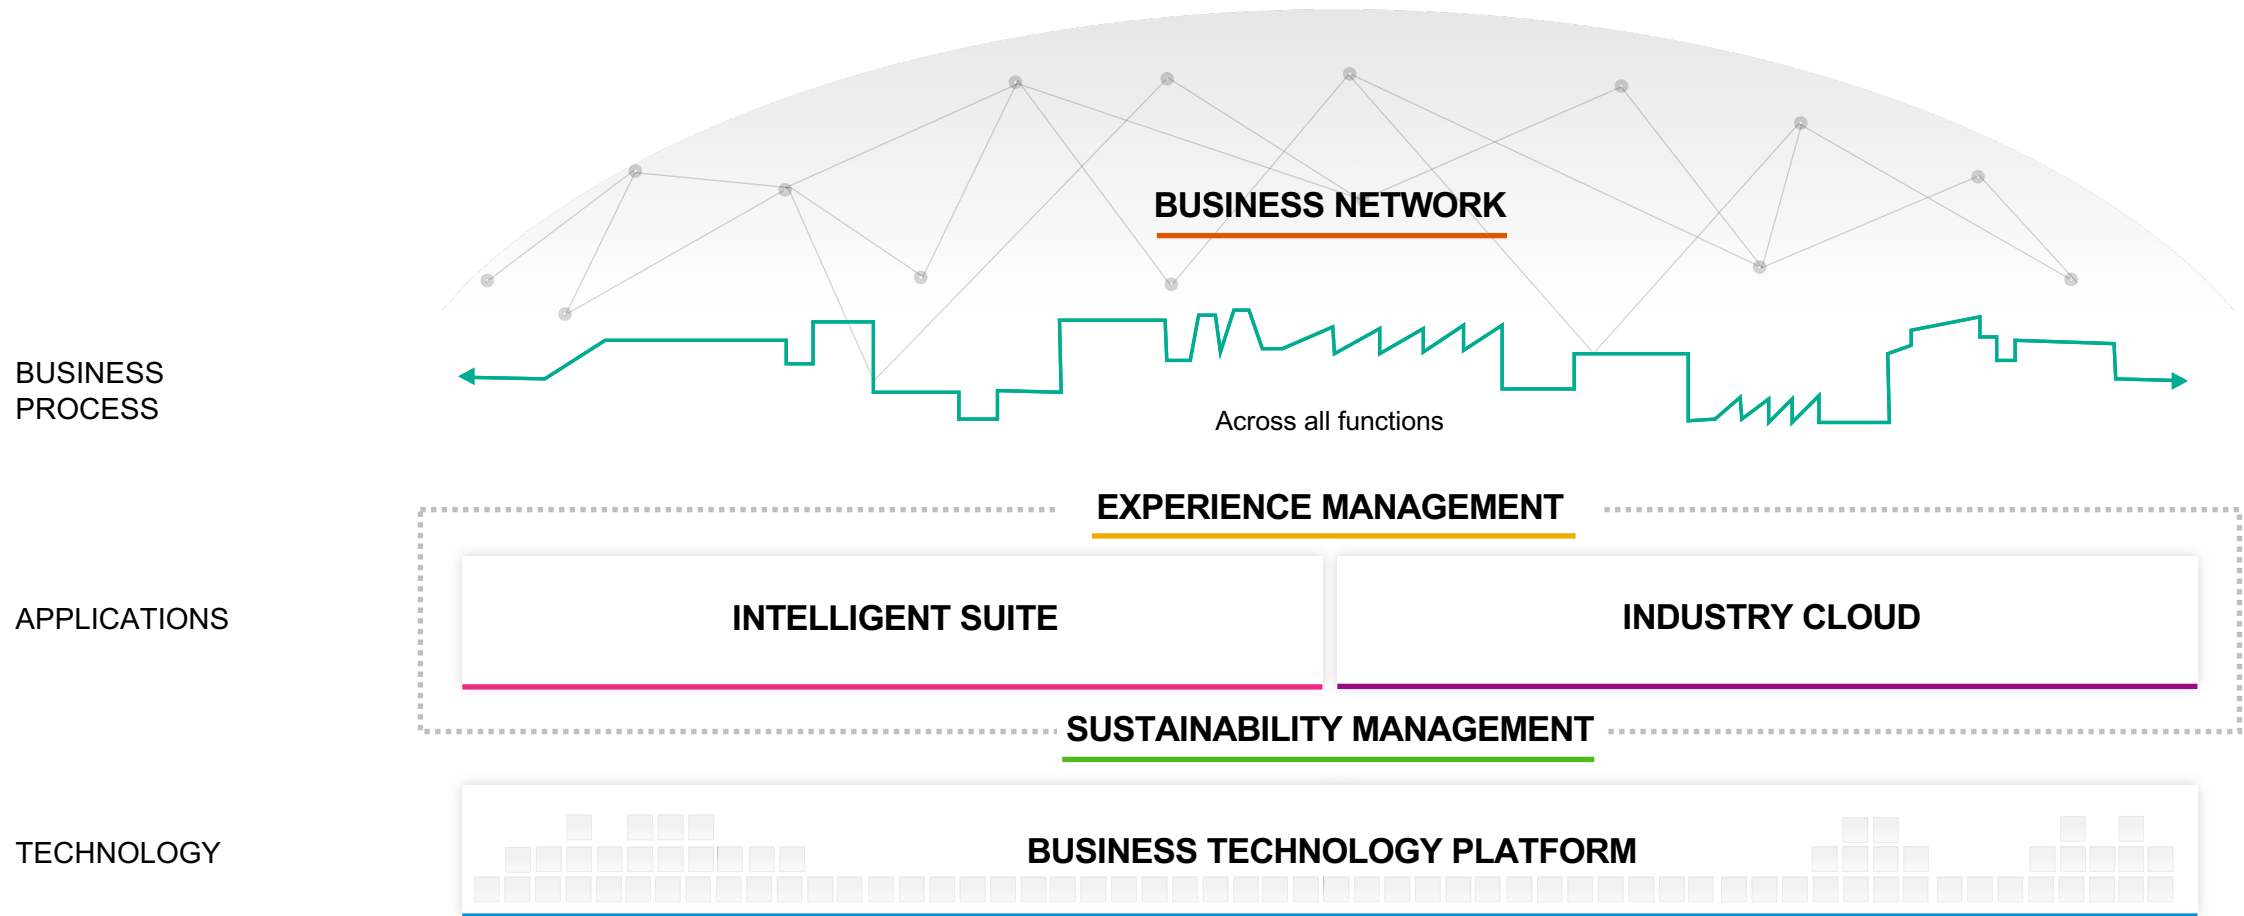 BUSINESS NETWORK
BUSINESS
PROCESS
Across all functions
EXPERIENCE MANAGEMENT
APPLICATIONS
INTELLIGENT SUITE
INDUSTRY CLOUD
SUSTAINABILITY MANAGEMENT
TECHNOLOGY
BUSINESS TECHNOLOGY PLATFORM